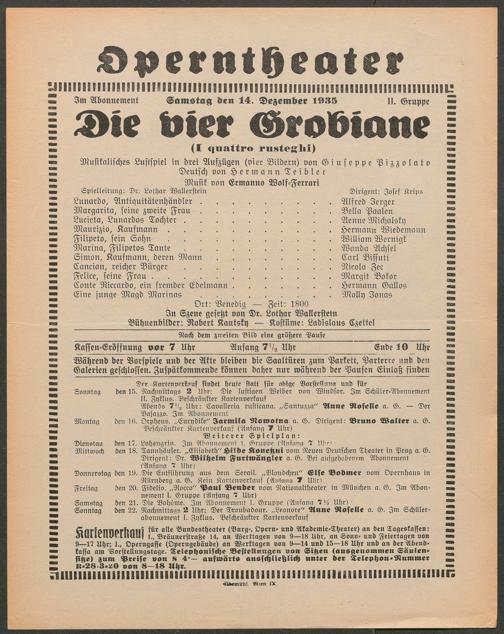 Operntheater
Im Abonnement Samstag den 14. Dezember 1935 II. Gruppe
Die vier Grobiane
(I quattro rusteghi)
Musikalisches Lustspiel in drei Aufzügen (vier Bildern) von Giuseppe Pizzolato
Deutsch von Hermann Teibler
Musik von Ermanno Wolf-Ferrari
Spielleitung: Dr. Lothar Wallerstein Dirigent: Josef Krips
Lunardo, Antiquitätenhändler . . . . . . . . . . Alfred Jerger
Margarita, seine zweite Frau . . . . . . . . . . Bella Paalen
Lucieta, Lunardos Tochter . . . . . . . . . . Aenne Michalsky
Maurizio, Kaufmann . . . . . . . . . . Hermann Wiedemann
Filipeto, sein Sohn . . . . . . . . . . William Wernigk
Marina, Filipetos Tante . . . . . . . . . . Wanda Achsel
Simon, Kaufmann, deren Mann . . . . . . . . . . Carl Bissuti
Cancian, reicher Bürger . . . . . . . . . . Nicola Zec
Felice, seine Frau . . . . . . . . . . Margit Bokor
Conte Riccardo, ein fremder Edelmann . . . . . . . . . . Hermann Gallos
Eine junge Magd Marinas . . . . . . . . . . Molly Jonas
Ort: Venedig — Zeit: 1800
In Szene gesetzt von Dr. Lothar Wallerstein
Bühnenbilder: Robert Kautsky — Kostüme: Ladislaus Czettel
Nach dem zweiten Bild eine größere Pause
Kassen-Eröffnung vor 7 Uhr Anfang 7½ Uhr Ende 10 Uhr
Während der Vorspiele und der Akte bleiben die Saaltüren zum Parkett, Parterre und den
Galerien geschlossen. Zuspätkommende können daher nur während der Pausen Einlaß finden
Der Kartenverkauf findet heute statt für obige Vorstellung und für
Sonntag den 15. Nachmittags 2 Uhr: Die lustigen Weiber von Windsor. Im Schüler-Abonnement
II. Zyklus. Beschränkter Kartenverkauf
Abends 7½ Uhr: Cavalleria rusticana. „Santuzza“ Anne Roselle a. G. — Der
Bajazzo. Im Abonnement
Montag den 16. Orpheus. „Eurydike“ Jarmila Novotna a. G. Dirigent: Bruno Walter a. G.
Beschränkter Kartenverkauf (Anfang 7 Uhr)
Weiterer Spielplan:
Dienstag den 17. Lohengrin. Im Abonnement I. Gruppe (Anfang 7 Uhr)
Mittwoch den 18. Tannhäuser. „Elisabeth“ Hilde Konetzni vom Neuen Deutschen Theater in Prag a. G.
Dirigent: Dr. Wilhelm Furtwängler a. G. Bei aufgehobenem Abonnement
(Anfang 7 Uhr)
Donnerstag den 19. Die Entführung aus dem Serail. „Blondchen“ Else Bodmer vom Opernhaus in
Nürnberg a. G. Kein Kartenverkauf (Anfang 7 Uhr)
Freitag den 20. Fidelio. „Rocco“ Paul Bender vom Nationaltheater in München a. G. Im Abon-
nement I. Gruppe (Anfang 7 Uhr)
Samstag den 21. Die Bohème. Im Abonnement I. Gruppe (Anfang 7½ Uhr)
Sonntag den 22. Nachmittags 2 Uhr: Der Troubadour. „Leonore“ Anne Roselle a. G. Im Schüler-
abonnement I. Zyklus. Beschränkter Kartenverkauf
Kartenverkauf für alle Bundestheater (Burg-, Opern- und Akademie-Theater) an den Tageskassen:
I., Bräunerstraße 14, an Werktagen von 9—18 Uhr, an Sonn- und Feiertagen von
9—17 Uhr; I., Operngasse (Operngebäude) an Werktagen von 9—14 und 15—18 Uhr und an der Abend-
kassa am Vorstellungstage. Telephonische Bestellungen von Sitzen (ausgenommen Säulen-
sitze) zum Preise von S 4·— aufwärts ausschließlich unter der Telephon-Nummer
R-28-3-20 von 8—18 Uhr.
Elbemühl, Wien IX.